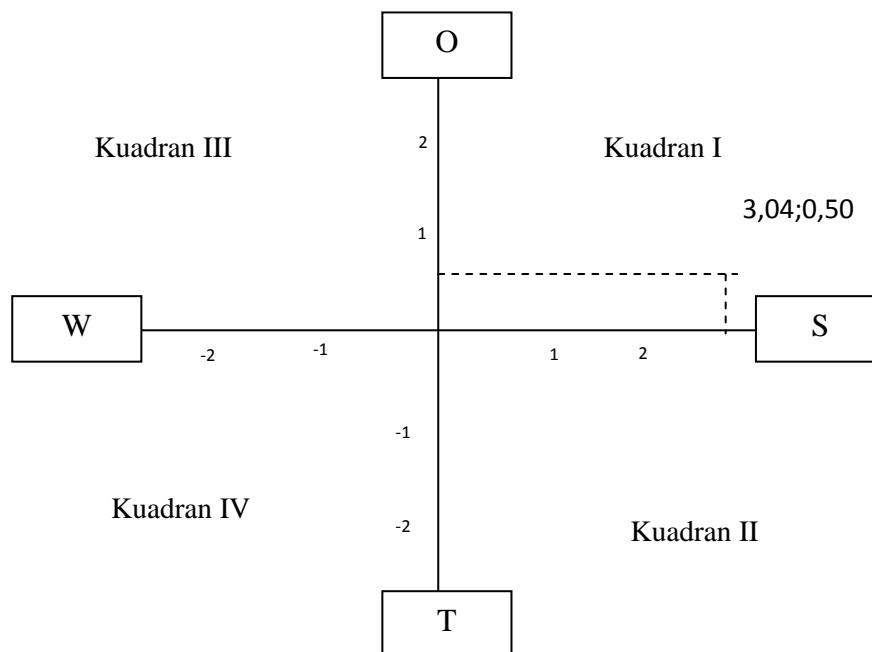 O
Kuadran III
2
Kuadran I
3,04;0,50
1
W
S
-2
-1
1
2
-1
Kuadran IV
-2
Kuadran II
T